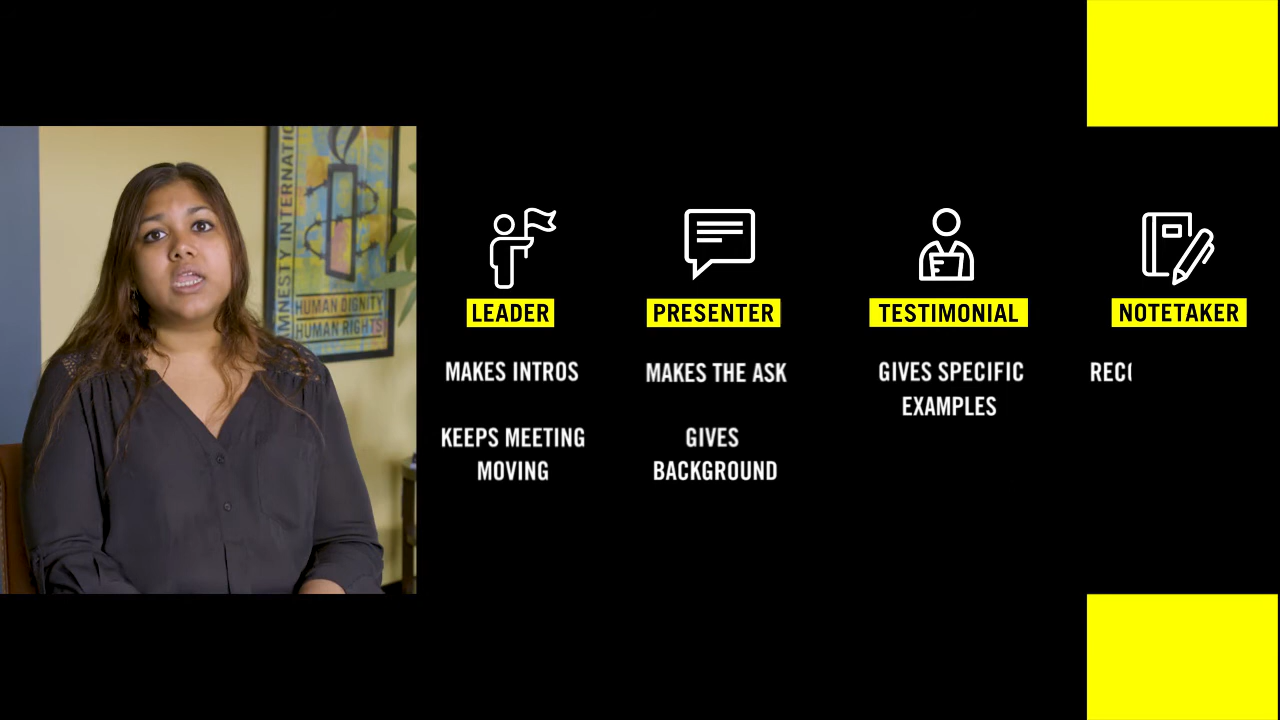 AMNESTY INTERNATIO
HUMAN DIGNITY
HUMAN RIGHTS
LEADER
MAKES INTROS
KEEPS MEETING
MOVING
PRESENTER
MAKES THE ASK
GIVES
BACKGROUND
TESTIMONIAL
GIVES SPECIFIC
EXAMPLES
NOTETAKER